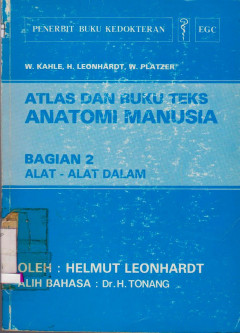 PENERBIT BUKU KEDOKTERAN
EGC
W. KAHLE, H. LEONHARDT, W. PLATZER
ATLAS DAN BUKU TEKS
ANATOMI MANUSIA
BAGIAN 2
ALAT - ALAT DALAM
OLEH : HELMUT LEONHARDT
ALIH BAHASA : Dr. H. TONANG